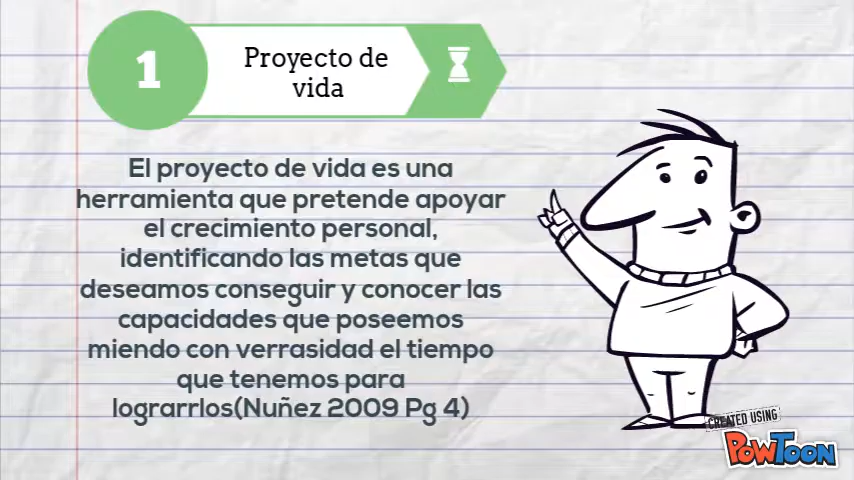 1
Proyecto de
vida
El proyecto de vida es una
herramienta que pretende apoyar
el crecimiento personal,
identificando las metas que
deseamos conseguir y conocer las
capacidades que poseemos
miendo con verrasidad el tiempo
que tenemos para
lograrrlos(Nuñez 2009 Pg 4)
CREATED USING
POWTOON